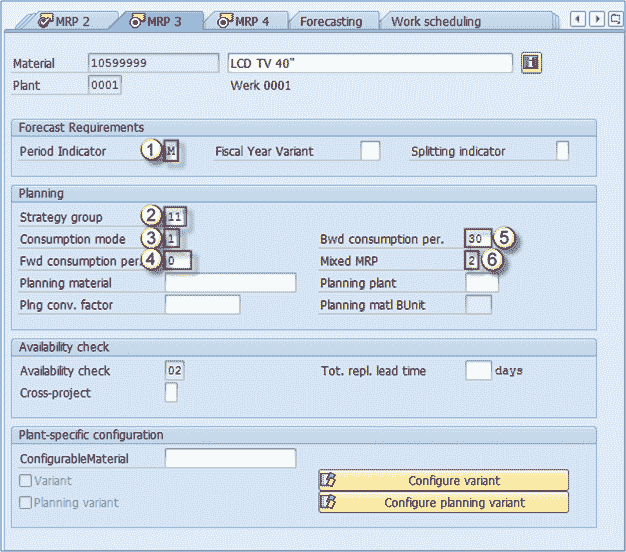 MRP 2 MRP 3 MRP 4 Forecasting Work scheduling
Material 10599999 LCD TV 40"
Plant 0001 Werk 0001
Forecast Requirements
Period Indicator 1 M Fiscal Year Variant Splitting indicator
Planning
Strategy group 2 11
Consumption mode 3 1 Bwd consumption per. 30 5
Fwd consumption per. 4 0 Mixed MRP 2 6
Planning material Planning plant
Plng conv. factor Planning matl BUnit
Availability check
Availability check 02 Tot. repl. lead time days
Cross-project
Plant-specific configuration
ConfigurableMaterial
Variant Configure variant
Planning variant Configure planning variant